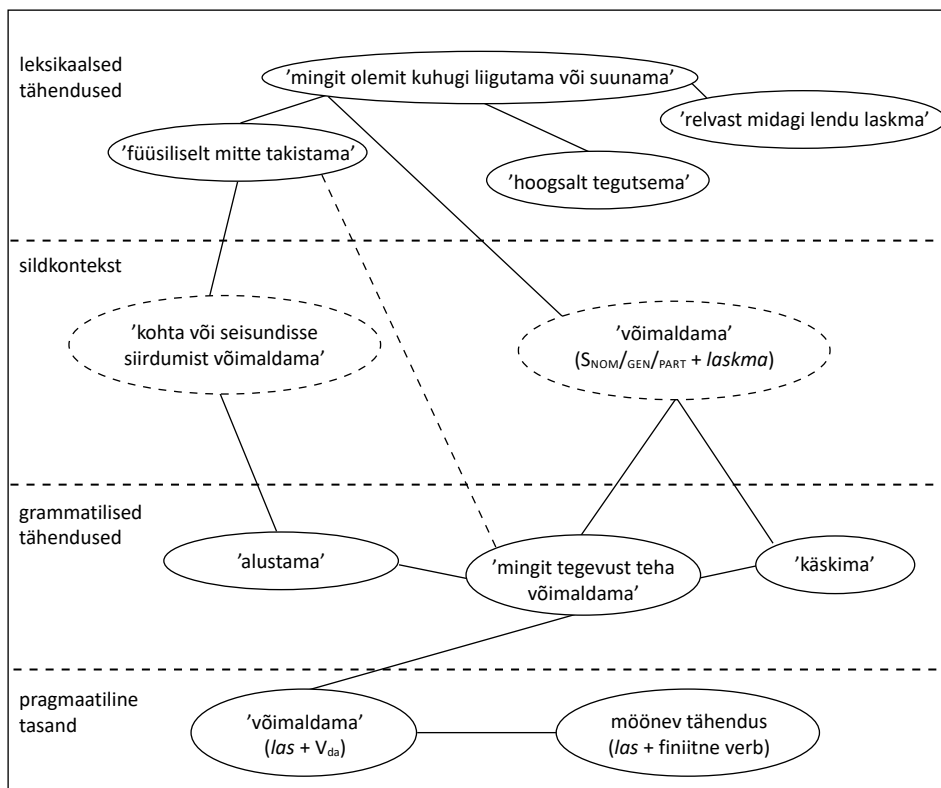 leksikaalsed
tähendused
’mingit olemit kuhugi liigutama või suunama’
’relvast midagi lendu laskma’
’füüsiliselt mitte takistama’
’hoogsalt tegutsema’
sildkontekst
’kohta või seisundisse
siirdumist võimaldama’
’võimaldama’
(SNOM/GEN/PART + laskma)
grammatilised
tähendused
’alustama’
’mingit tegevust teha
võimaldama’
’käskima’
pragmaatiline
tasand
’võimaldama’
(las + Vda)
möönev tähendus
(las + finiitne verb)